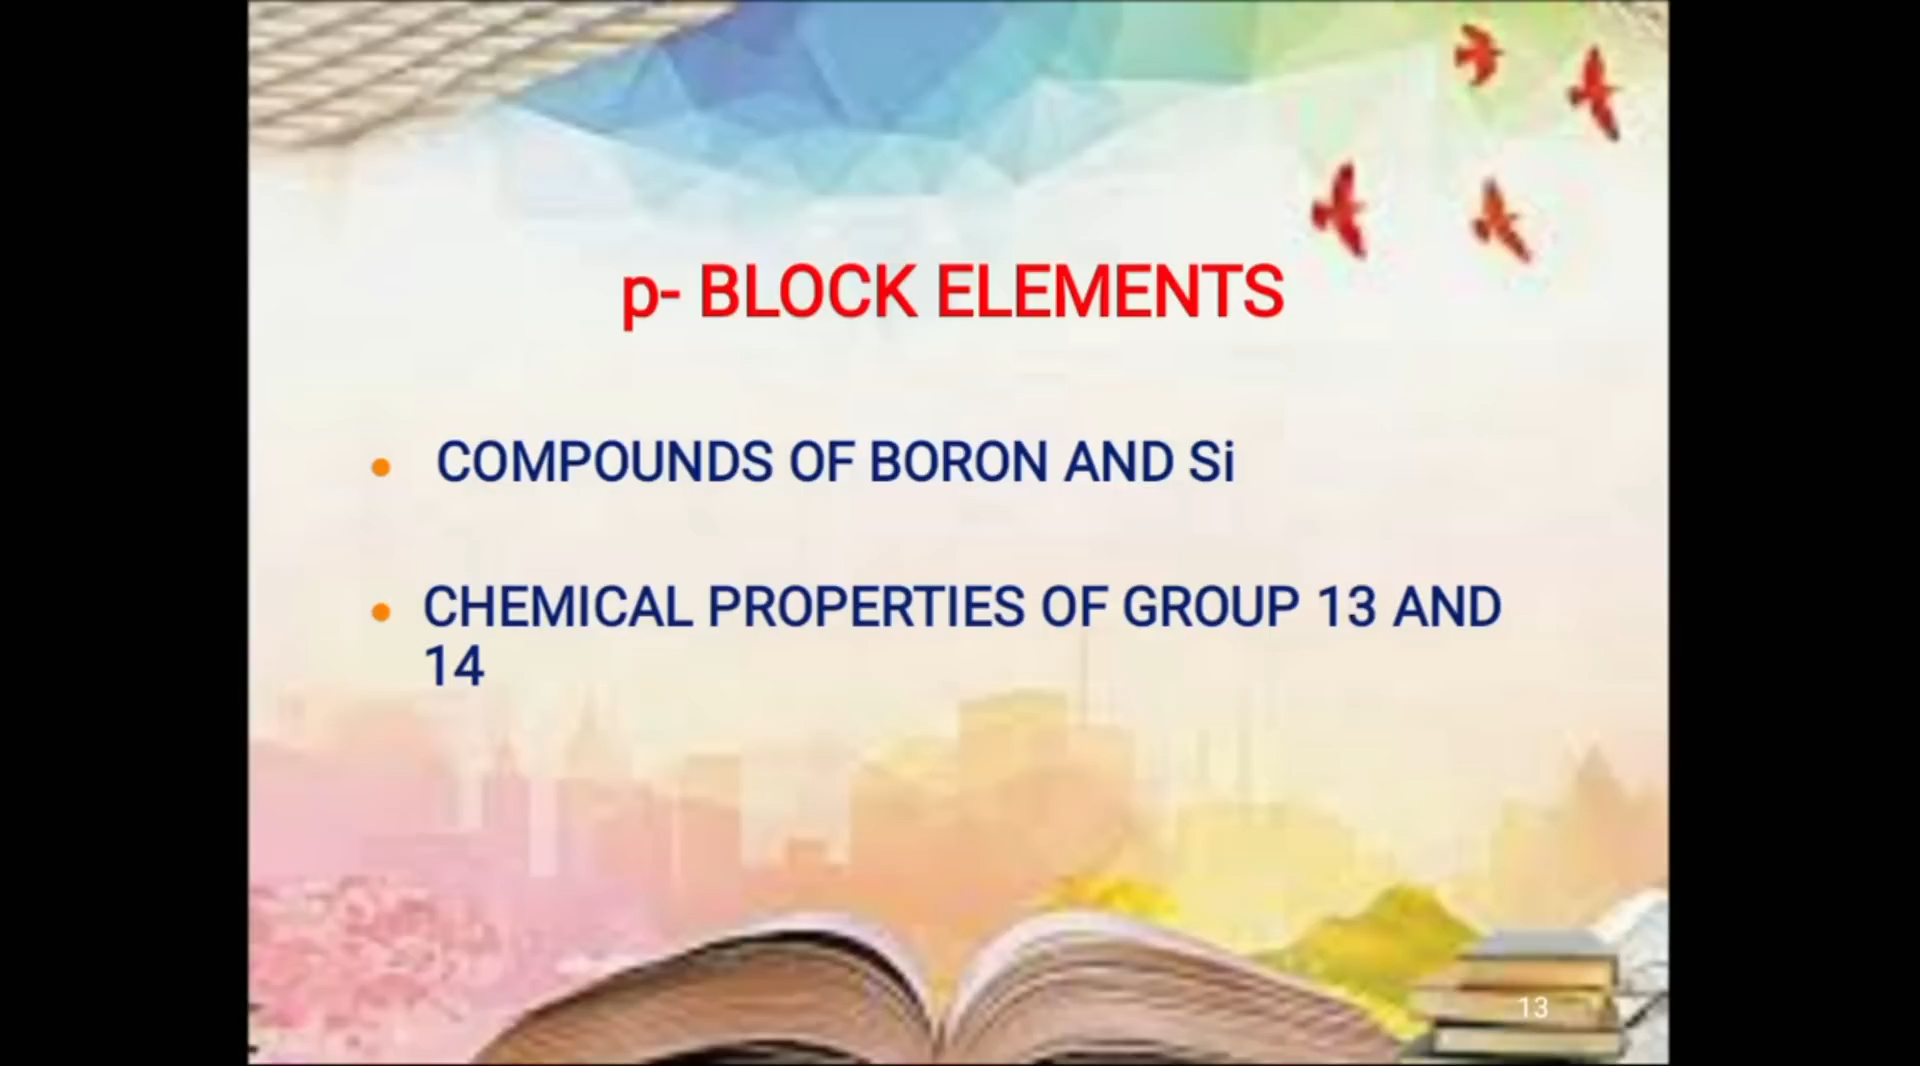 p- BLOCK ELEMENTS
• COMPOUNDS OF BORON AND Si
• CHEMICAL PROPERTIES OF GROUP 13 AND
14
13